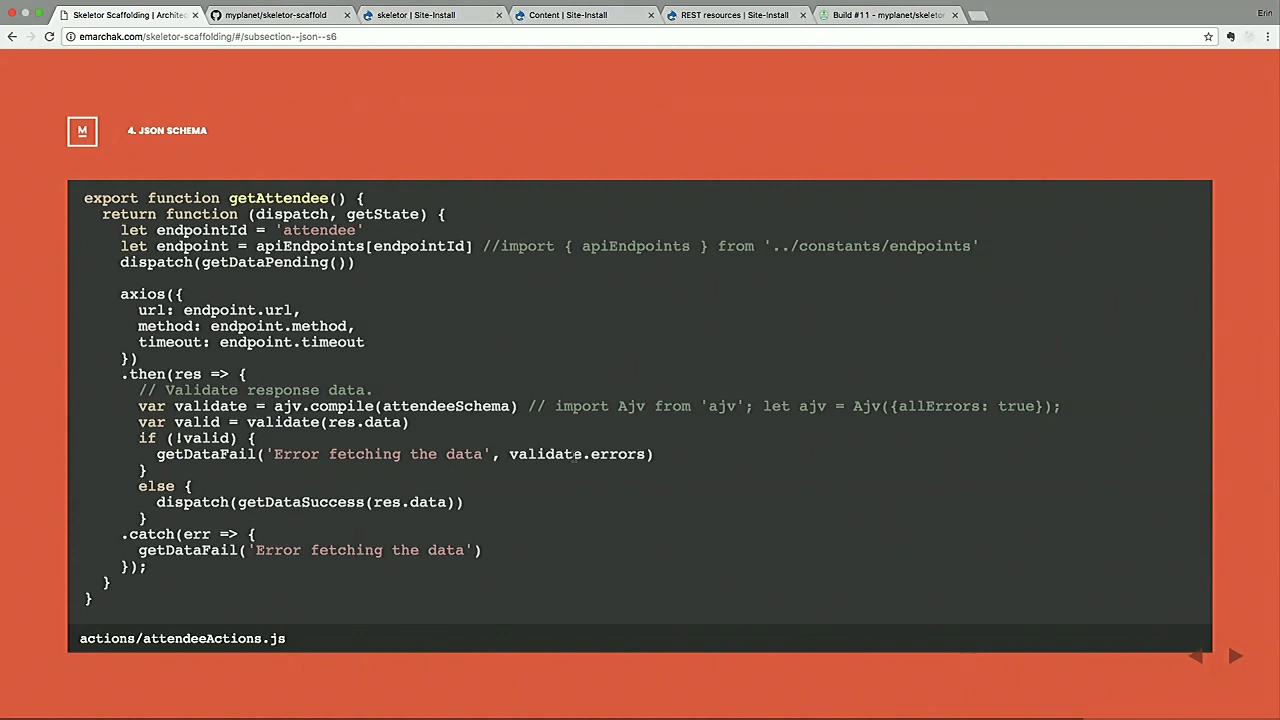 Skeletor Scaffolding | Archite
myplanet/skeletor-scaffold
skeletor | Site-Install
Content | Site-Install
REST resources | Site-Install
Build #11 - myplanet/skeletor
Erin
emarchak.com/skeletor-scaffolding/#/subsection--json--s6
M
4. JSON SCHEMA
export function getAttendee() {
return function (dispatch, getState) {
let endpointId = 'attendee'
let endpoint = apiEndpoints[endpointId] //import { apiEndpoints } from '../constants/endpoints'
dispatch(getDataPending())
axios({
url: endpoint.url,
method: endpoint.method,
timeout: endpoint.timeout
})
.then(res => {
// Validate response data.
var validate = ajv.compile(attendeeSchema) // import Ajv from 'ajv'; let ajv = Ajv({allErrors: true});
var valid = validate(res.data)
if (!valid) {
getDataFail('Error fetching the data', validate.errors)
}
else {
dispatch(getDataSuccess(res.data))
}
.catch(err => {
getDataFail('Error fetching the data')
});
}
}
actions/attendeeActions.js